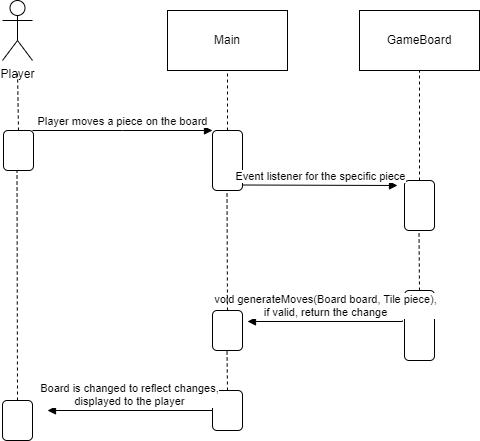 Player
Main
GameBoard
Player moves a piece on the board
Event listener for the specific piece
void generateMoves(Board board, Tile piece),
if valid, return the change
Board is changed to reflect changes,
displayed to the player